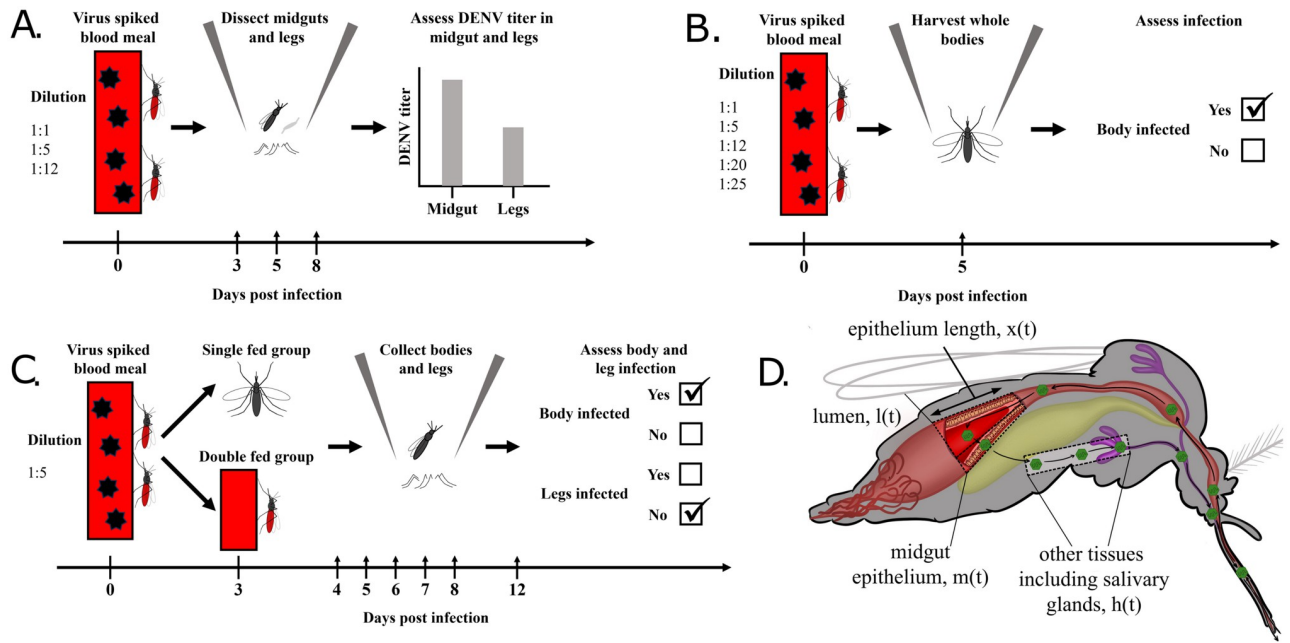 A.
Virus spiked
blood meal
Dissect midguts
and legs
Assess DENV titer in
midgut and legs
Dilution
1:1
1:5
1:12
DENV titer
Midgut
Legs
0
3
5
8
Days post infection
B.
Virus spiked
blood meal
Harvest whole
bodies
Assess infection
Dilution
1:1
1:5
1:12
1:20
1:25
Body infected
Yes
No
0
5
Days post infection
C.
Virus spiked
blood meal
Single fed group
Collect bodies
and legs
Assess body and
leg infection
Dilution
1:5
Double fed group
Body infected
Yes
No
Legs infected
Yes
No
0
3
4
5
6
7
8
12
Days post infection
D.
epithelium length, x(t)
lumen, l(t)
midgut
epithelium, m(t)
other tissues
including salivary
glands, h(t)